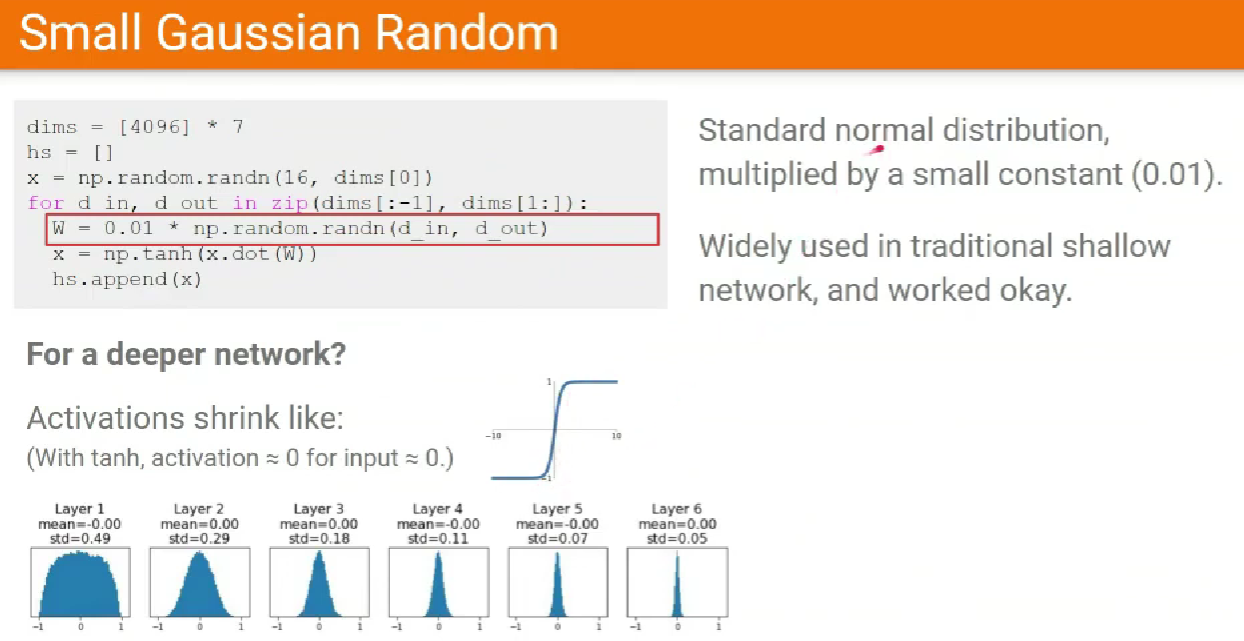 Small Gaussian Random
dims = [4096] * 7
hs = []
x = np.random.randn(16, dims[0])
for d_in, d_out in zip(dims[:-1], dims[1:]):
W = 0.01 * np.random.randn(d_in, d_out)
x = np.tanh(x.dot(W))
hs.append(x)
Standard normal distribution,
multiplied by a small constant (0.01).
Widely used in traditional shallow
network, and worked okay.
For a deeper network?
Activations shrink like:
(With tanh, activation ≈ 0 for input ≈ 0.)
1
-10 10
-1
Layer 1 Layer 2 Layer 3 Layer 4 Layer 5 Layer 6
mean=-0.00 mean=0.00 mean=0.00 mean=-0.00 mean=-0.00 mean=0.00
std=0.49 std=0.29 std=0.18 std=0.11 std=0.07 std=0.05
-1 0 1 -1 0 1 -1 0 1 -1 0 1 -1 0 1 -1 0 1